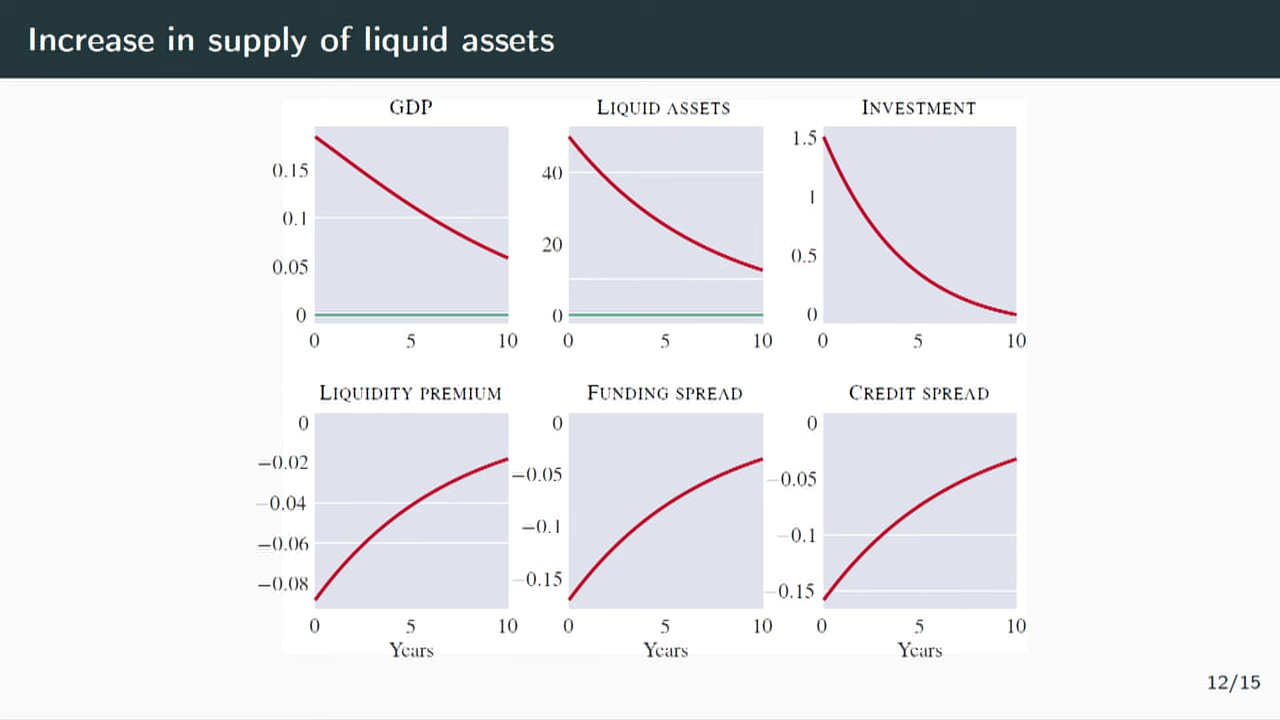 Increase in supply of liquid assets
GDP
0.15
0.1
0.05
0
0 5 10
LIQUID ASSETS
40
20
0
0 5 10
INVESTMENT
1.5
1
0.5
0
0 5 10
LIQUIDITY PREMIUM
0
−0.02
−0.04
−0.06
−0.08
0 5 10
Years
FUNDING SPREAD
0
−0.05
−0.1
−0.15
0 5 10
Years
CREDIT SPREAD
0
−0.05
−0.1
−0.15
0 5 10
Years
12/15